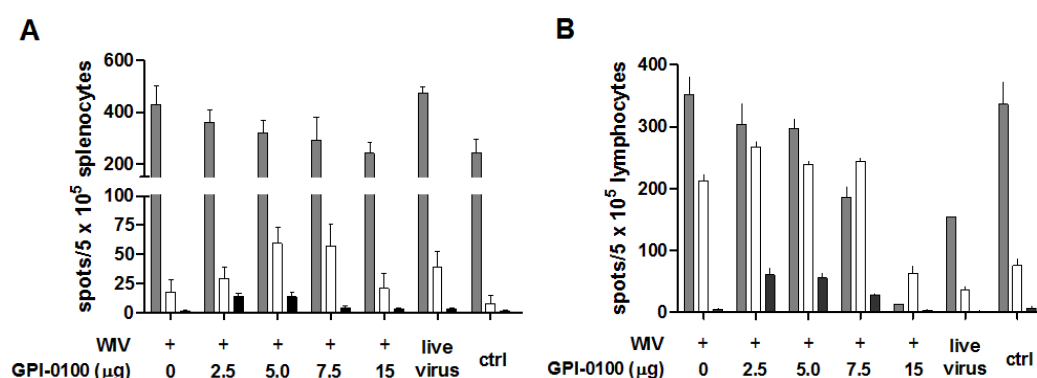 A
spots/5 x 10⁵ splenocytes
600
400
200
100
75
50
25
0
WIV + + + + + live virus ctrl
GPI-0100 (µg) 0 2.5 5.0 7.5 15
B
spots/5 x 10⁵ lymphocytes
400
300
200
100
0
WIV + + + + + live virus ctrl
GPI-0100 (µg) 0 2.5 5.0 7.5 15